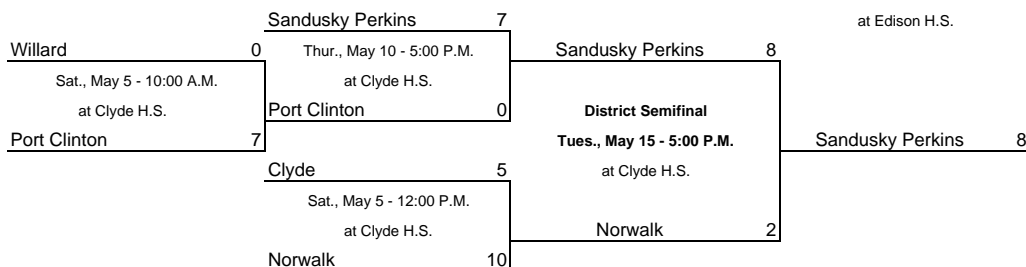 Sandusky Perkins 7
at Edison H.S.
Willard 0
Thur., May 10 - 5:00 P.M.
Sandusky Perkins 8
Sat., May 5 - 10:00 A.M.
at Clyde H.S.
at Clyde H.S.
Port Clinton 0
District Semifinal
Port Clinton 7
Tues., May 15 - 5:00 P.M.
Sandusky Perkins 8
Clyde 5
at Clyde H.S.
Sat., May 5 - 12:00 P.M.
at Clyde H.S.
Norwalk 2
Norwalk 10